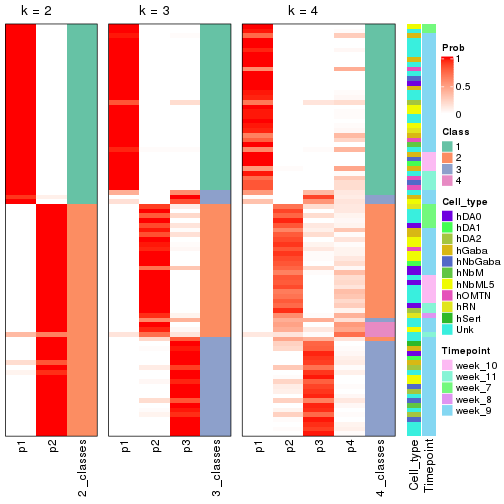 k = 2
k = 3
k = 4
p1
p2
2_classes
p1
p2
p3
3_classes
p1
p2
p3
p4
4_classes
Cell_type
Timepoint
Prob
1
0.5
0
Class
1
2
3
4
Cell_type
hDA0
hDA1
hDA2
hGaba
hNbGaba
hNbM
hNbML5
hOMTN
hRN
hSert
Unk
Timepoint
week_10
week_11
week_7
week_8
week_9